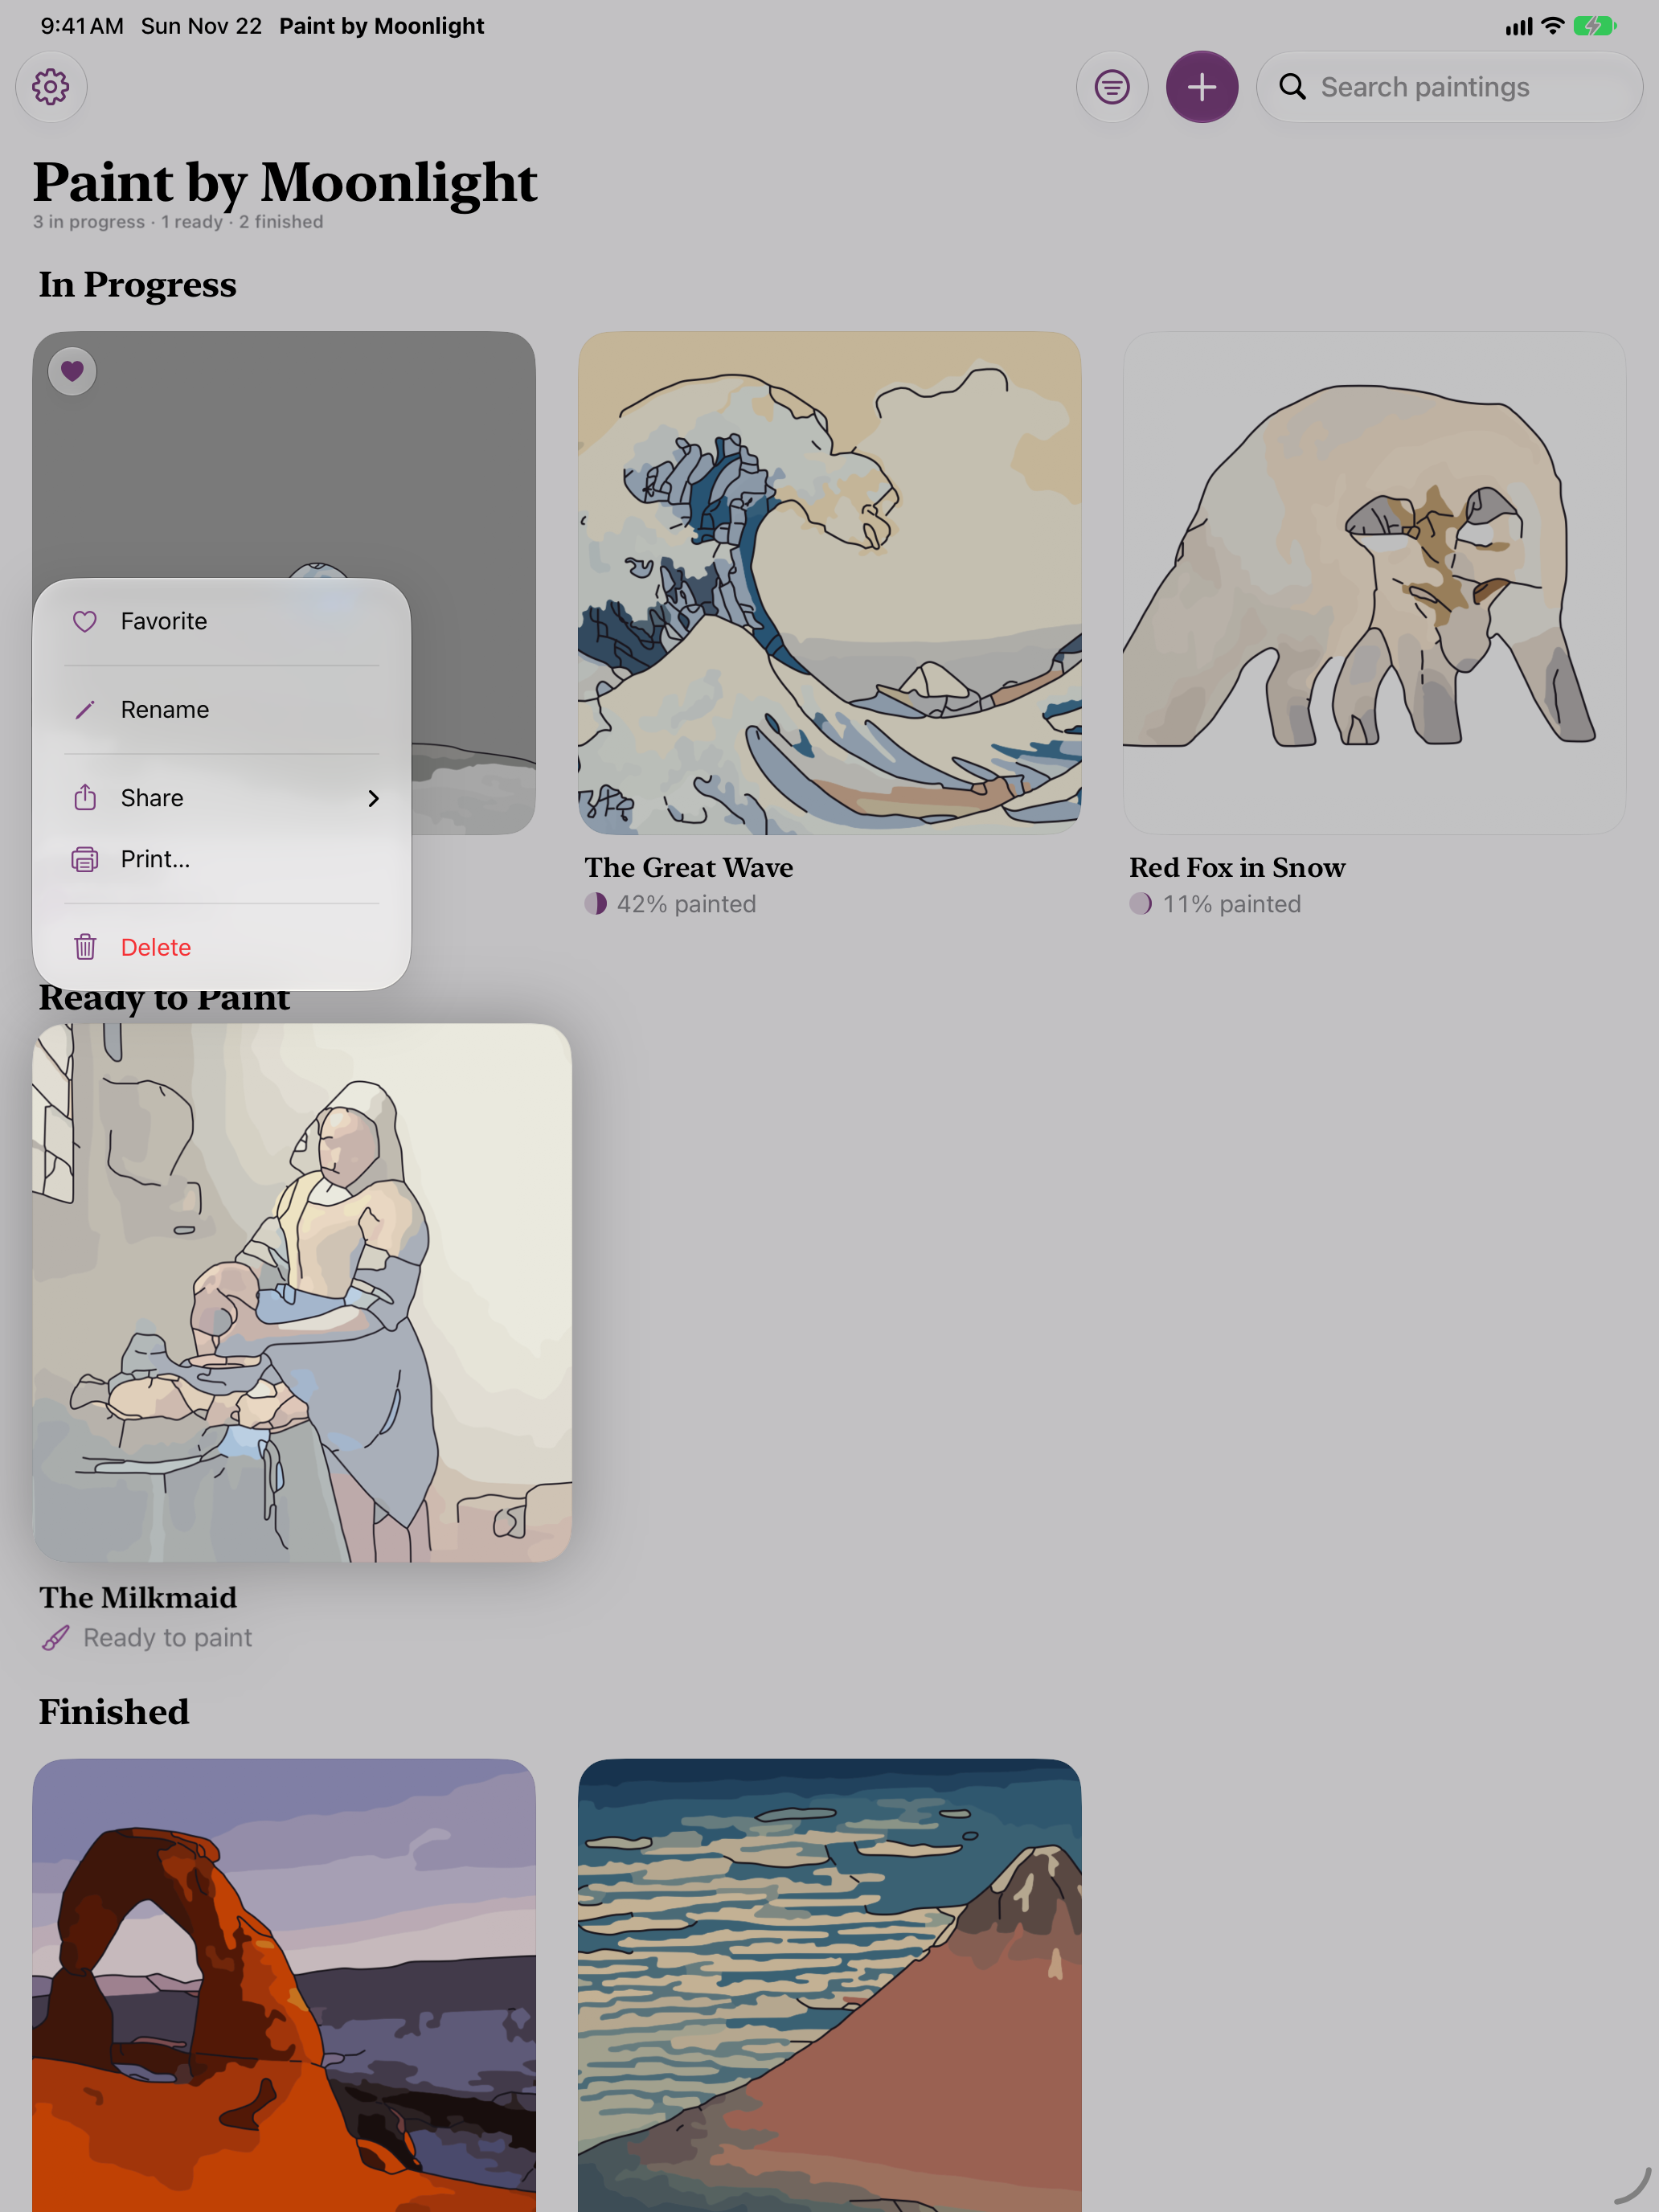 9:41 AM Sun Nov 22 Paint by Moonlight
Search paintings
Paint by Moonlight
3 in progress · 1 ready · 2 finished
In Progress
Favorite
Rename
Share
Print...
Delete
The Great Wave
42% painted
Red Fox in Snow
11% painted
Ready to Paint
The Milkmaid
Ready to paint
Finished